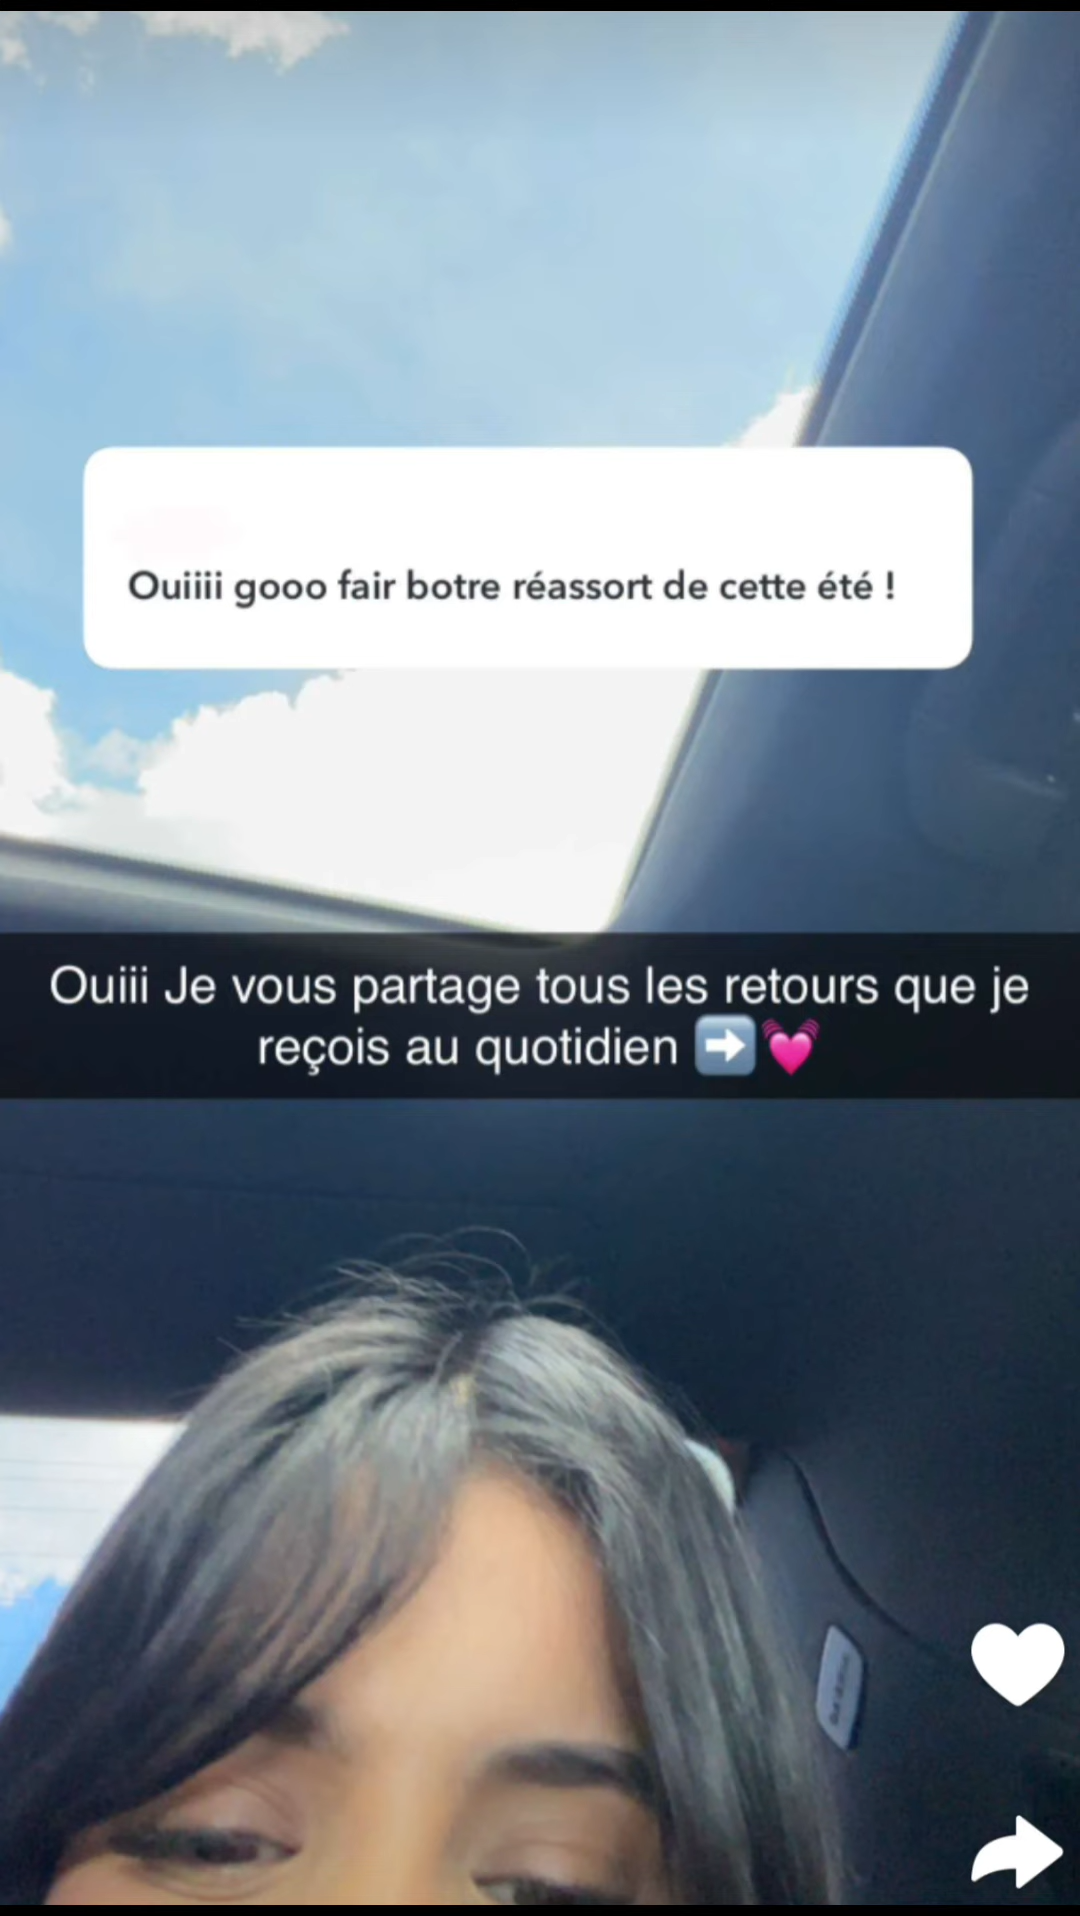 Ouiiii gooo fair botre réassort de cette été !
Ouiii Je vous partage tous les retours que je
reçois au quotidien ➡️💓